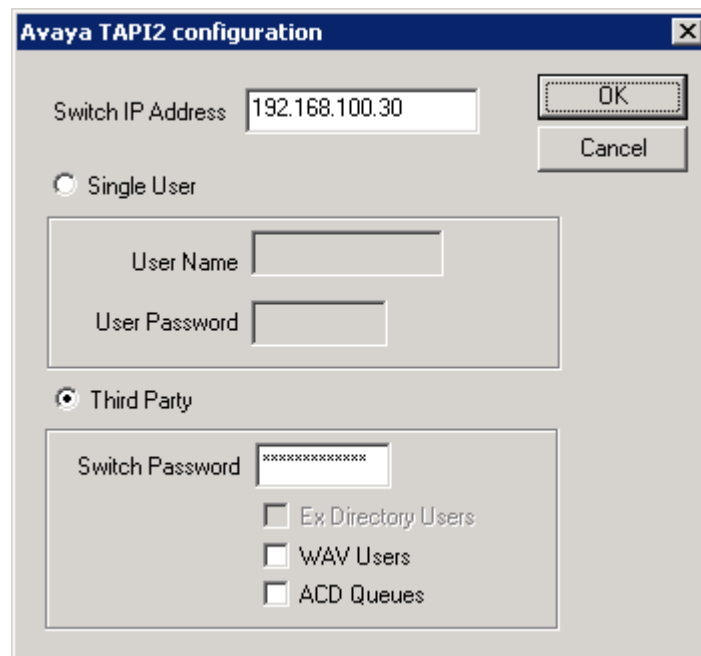 Avaya TAPI2 configuration
Switch IP Address 192.168.100.30
OK
Cancel
Single User
User Name
User Password
Third Party
Switch Password *************
Ex Directory Users
WAV Users
ACD Queues